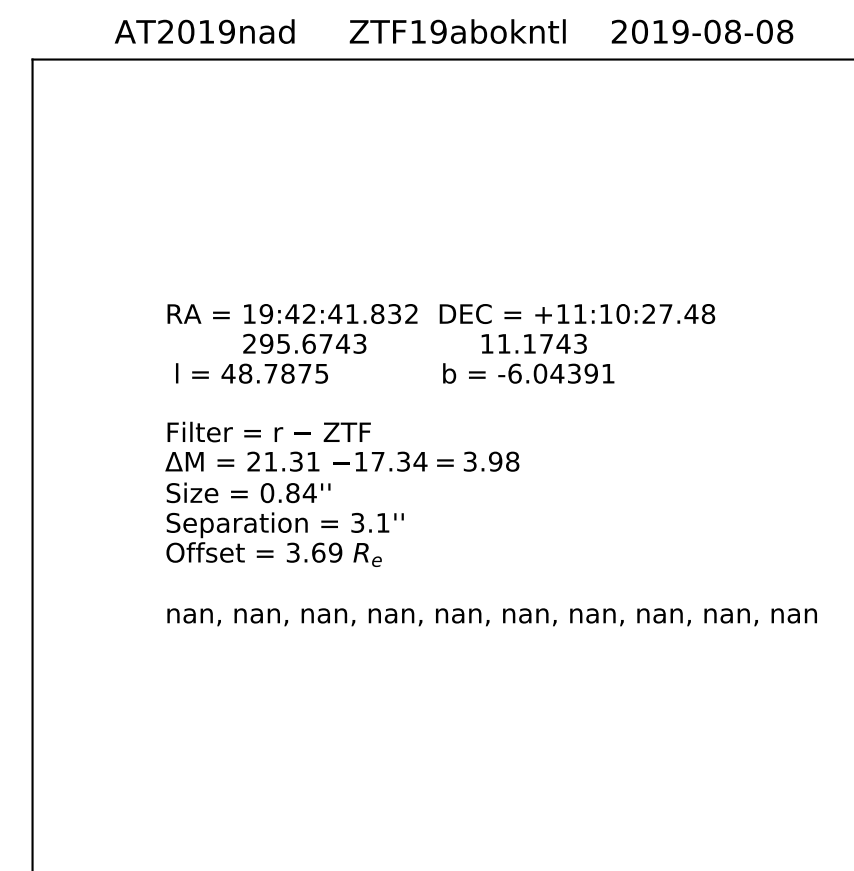 AT2019nad ZTF19abokntl 2019-08-08
RA = 19:42:41.832 DEC = +11:10:27.48
295.6743 11.1743
l = 48.7875 b = -6.04391
Filter = r − ZTF
ΔM = 21.31 −17.34 = 3.98
Size = 0.84''
Separation = 3.1''
Offset = 3.69 Re
nan, nan, nan, nan, nan, nan, nan, nan, nan, nan